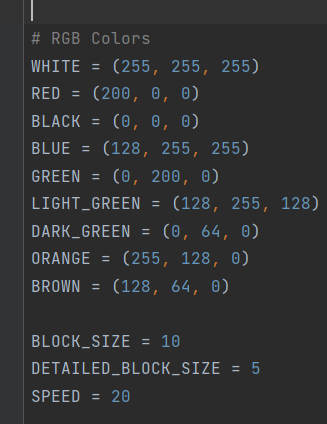 # RGB Colors
WHITE = (255, 255, 255)
RED = (200, 0, 0)
BLACK = (0, 0, 0)
BLUE = (128, 255, 255)
GREEN = (0, 200, 0)
LIGHT_GREEN = (128, 255, 128)
DARK_GREEN = (0, 64, 0)
ORANGE = (255, 128, 0)
BROWN = (128, 64, 0)
BLOCK_SIZE = 10
DETAILED_BLOCK_SIZE = 5
SPEED = 20